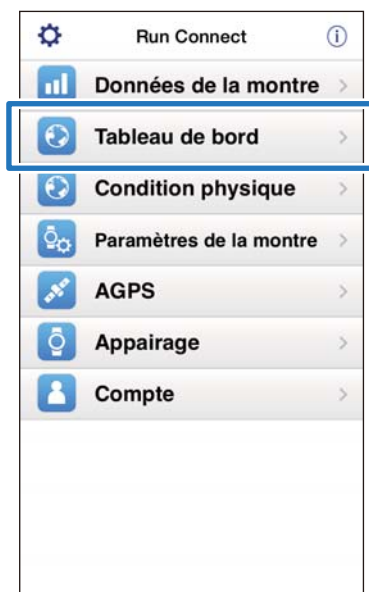 Run Connect
Données de la montre
Tableau de bord
Condition physique
Paramètres de la montre
AGPS
Appairage
Compte